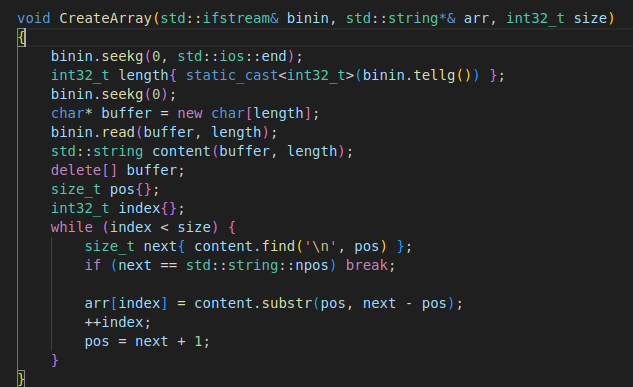 void CreateArray(std::ifstream& binin, std::string*& arr, int32_t size)
{
    binin.seekg(0, std::ios::end);
    int32_t length{ static_cast<int32_t>(binin.tellg()) };
    binin.seekg(0);
    char* buffer = new char[length];
    binin.read(buffer, length);
    std::string content(buffer, length);
    delete[] buffer;
    size_t pos{};
    int32_t index{};
    while (index < size) {
        size_t next{ content.find('\n', pos) };
        if (next == std::string::npos) break;

        arr[index] = content.substr(pos, next - pos);
        ++index;
        pos = next + 1;
    }
}